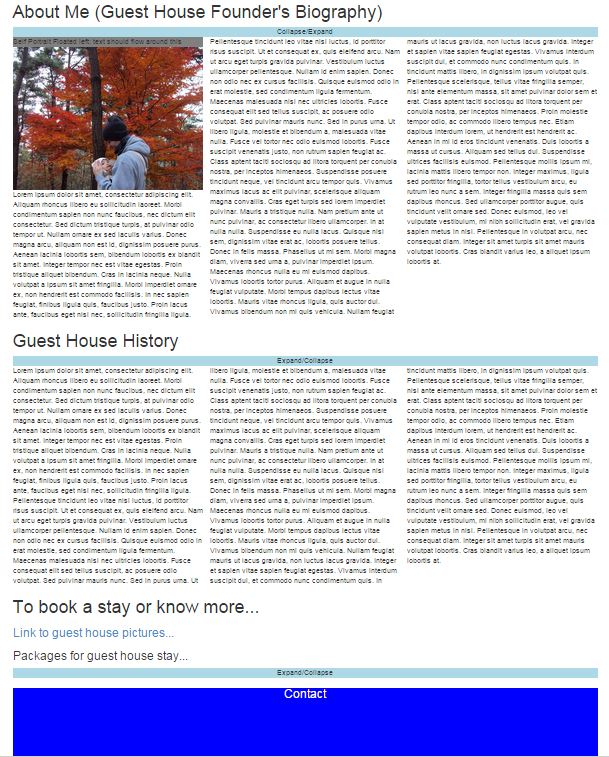 About Me (Guest House Founder's Biography)
Collapse/Expand
Self Portrait Floated left: text should flow around this
Lorem ipsum dolor sit amet, consectetur adipiscing elit.
Aliquam rhoncus libero eu sollicitudin laoreet. Morbi
condimentum sapien non nunc faucibus, nec dictum elit
consectetur. Sed dictum tristique turpis, at pulvinar odio
tempor ut. Nullam ornare ex sed iaculis varius. Donec
magna arcu, aliquam non est id, dignissim posuere purus.
Aenean lacinia lobortis sem, bibendum lobortis ex blandit
sit amet. Integer tempor nec est vitae egestas. Proin
tristique aliquet bibendum. Cras in lacinia neque. Nulla
volutpat a ipsum sit amet fringilla. Morbi imperdiet ornare
ex, non hendrerit est commodo facilisis. In nec sapien
feugiat, finibus ligula quis, faucibus justo. Proin lacus
ante, faucibus eget nisi nec, sollicitudin fringilla ligula.
Pellentesque tincidunt leo vitae nisi luctus, id porttitor
risus suscipit. Ut et consequat ex, quis eleifend arcu. Nam
ut arcu eget turpis gravida pulvinar. Vestibulum luctus
ullamcorper pellentesque. Nullam id enim sapien. Donec
non odio nec ex cursus facilisis. Quisque euismod odio in
erat molestie, sed condimentum ligula fermentum.
Maecenas malesuada nisl nec ultricies lobortis. Fusce
consequat elit sed tellus suscipit, ac posuere odio
volutpat. Sed pulvinar mauris nunc. Sed in purus urna. Ut
libero ligula, molestie et bibendum a, malesuada vitae
nulla. Fusce vel tortor nec ex cursus faucibus. Proin
suscipit venenatis justo, non rutrum sapien feugiat ac.
Class aptent taciti sociosqu ad litora torquent per conubia
nostra, per inceptos himenaeos. Suspendisse posuere
tincidunt neque, vel tincidunt arcu tempor quis. Vivamus
maximus lacus ac mauris pulvinar, scelerisque aliquam
magna convallis. Cras eget turpis sed lorem imperdiet
pulvinar. Mauris a tristique nulla. Nam pretium ante ut
nunc pulvinar, ac consectetur libero ullamcorper. In at
nulla nulla. Suspendisse eu nulla lacus. Quisque nisl
sem, dignissim vitae erat ac, lobortis posuere tellus.
Donec in felis massa. Phasellus ut mi sem. Morbi magna
diam, viverra sed urna a, pulvinar imperdiet ipsum.
Maecenas rhoncus nulla eu mi euismod dapibus.
Vivamus lobortis tortor purus. Aliquam et augue in nulla
feugiat vulputate. Morbi tempus dapibus lectus vitae
lobortis. Mauris vitae rhoncus ligula, quis auctor dui.
Vivamus bibendum non mi quis vehicula. Nullam feugiat
mauris ut lacus gravida, non luctus lacus gravida. Integer
et sapien vitae sapien feugiat egestas. Vivamus interdum
suscipit dui, et commodo nunc condimentum quis. In
tincidunt mattis libero, in dignissim ipsum volutpat quis.
Pellentesque scelerisque, tellus vitae fringilla semper,
nisi ante elementum massa, sit amet pulvinar dolor sem et
erat. Class aptent taciti sociosqu ad litora torquent per
conubia nostra, per inceptos himenaeos. Proin molestie
tempor odio, ac commodo libero tempus nec. Etiam
dapibus interdum lorem, ut hendrerit est hendrerit ac.
Aenean in mi id eros tincidunt venenatis. Duis lobortis a
massa ut cursus. Aliquam sed tellus dui. Suspendisse
ultrices facilisis euismod. Pellentesque mollis ipsum mi,
lacinia mattis libero tempor non. Integer maximus, ligula
sed porttitor fringilla, tortor tellus vestibulum arcu, eu
rutrum leo nunc a sem. Integer fringilla massa quis sem
dapibus ullamcorper. Sed porttitor augue augue, quis
tincidunt velit ornare sed. Donec euismod, leo vel
vulputate vestibulum, mi nibh sollicitudin erat, vel gravida
sapien metus in nisi. Pellentesque in volutpat arcu, nec
consequat diam. Integer sit amet turpis sit amet mauris
volutpat lobortis. Cras blandit varius leo, a aliquet ipsum
lobortis at.
Guest House History
Expand/Collapse
Lorem ipsum dolor sit amet, consectetur adipiscing elit.
Aliquam rhoncus libero eu sollicitudin laoreet. Morbi
condimentum sapien non nunc faucibus, nec dictum elit
consectetur. Sed dictum tristique turpis, at pulvinar odio
tempor ut. Nullam ornare ex sed iaculis varius. Donec
magna arcu, aliquam non est id, dignissim posuere purus.
Aenean lacinia lobortis sem, bibendum lobortis ex blandit
sit amet. Integer tempor nec est vitae egestas. Proin
tristique aliquet bibendum. Cras in lacinia neque. Nulla
volutpat a ipsum sit amet fringilla. Morbi imperdiet ornare
ex, non hendrerit est commodo facilisis. In nec sapien
feugiat, finibus ligula quis, faucibus justo. Proin lacus
ante, faucibus eget nisi nec, sollicitudin fringilla ligula.
Pellentesque tincidunt leo vitae nisi luctus, id porttitor
risus suscipit. Ut et consequat ex, quis eleifend arcu. Nam
ut arcu eget turpis gravida pulvinar. Vestibulum luctus
ullamcorper pellentesque. Nullam id enim sapien. Donec
non odio nec ex cursus facilisis. Quisque euismod odio in
erat molestie, sed condimentum ligula fermentum.
Maecenas malesuada nisl nec ultricies lobortis. Fusce
consequat elit sed tellus suscipit, ac posuere odio
volutpat. Sed pulvinar mauris nunc. Sed in purus urna. Ut
libero ligula, molestie et bibendum a, malesuada vitae
nulla. Fusce vel tortor nec ex cursus faucibus. Proin
suscipit venenatis justo, non rutrum sapien feugiat ac.
Class aptent taciti sociosqu ad litora torquent per conubia
nostra, per inceptos himenaeos. Suspendisse posuere
tincidunt neque, vel tincidunt arcu tempor quis. Vivamus
maximus lacus ac mauris pulvinar, scelerisque aliquam
magna convallis. Cras eget turpis sed lorem imperdiet
pulvinar. Mauris a tristique nulla. Nam pretium ante ut
nunc pulvinar, ac consectetur libero ullamcorper. In at
nulla nulla. Suspendisse eu nulla lacus. Quisque nisl
sem, dignissim vitae erat ac, lobortis posuere tellus.
Donec in felis massa. Phasellus ut mi sem. Morbi magna
diam, viverra sed urna a, pulvinar imperdiet ipsum.
Maecenas rhoncus nulla eu mi euismod dapibus.
Vivamus lobortis tortor purus. Aliquam et augue in nulla
feugiat vulputate. Morbi tempus dapibus lectus vitae
lobortis. Mauris vitae rhoncus ligula, quis auctor dui.
Vivamus bibendum non mi quis vehicula. Nullam feugiat
mauris ut lacus gravida, non luctus lacus gravida. Integer
et sapien vitae sapien feugiat egestas. Vivamus interdum
suscipit dui, et commodo nunc condimentum quis. In
tincidunt mattis libero, in dignissim ipsum volutpat quis.
Pellentesque scelerisque, tellus vitae fringilla semper,
nisi ante elementum massa, sit amet pulvinar dolor sem et
erat. Class aptent taciti sociosqu ad litora torquent per
conubia nostra, per inceptos himenaeos. Proin molestie
tempor odio, ac commodo libero tempus nec. Etiam
dapibus interdum lorem, ut hendrerit est hendrerit ac.
Aenean in mi id eros tincidunt venenatis. Duis lobortis a
massa ut cursus. Aliquam sed tellus dui. Suspendisse
ultrices facilisis euismod. Pellentesque mollis ipsum mi,
lacinia mattis libero tempor non. Integer maximus, ligula
sed porttitor fringilla, tortor tellus vestibulum arcu, eu
rutrum leo nunc a sem. Integer fringilla massa quis sem
dapibus ullamcorper. Sed porttitor augue augue, quis
tincidunt velit ornare sed. Donec euismod, leo vel
vulputate vestibulum, mi nibh sollicitudin erat, vel gravida
sapien metus in nisi. Pellentesque in volutpat arcu, nec
consequat diam. Integer sit amet turpis sit amet mauris
volutpat lobortis. Cras blandit varius leo, a aliquet ipsum
lobortis at.
To book a stay or know more...
Link to guest house pictures...
Packages for guest house stay...
Expand/Collapse
Contact